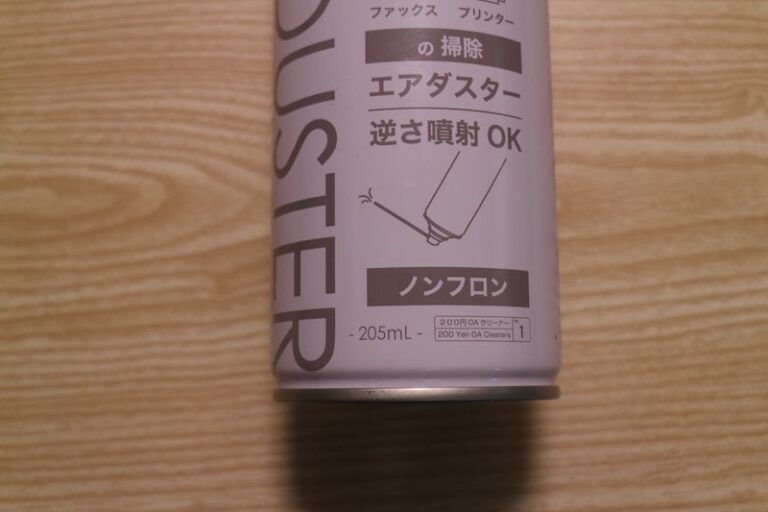 DUSTER
ファックス プリンター
の 掃除
エアダスター
逆さ噴射 OK
ノンフロン
- 205mL -
200円OAクリーナー
200 Yen OA Cleaners
1